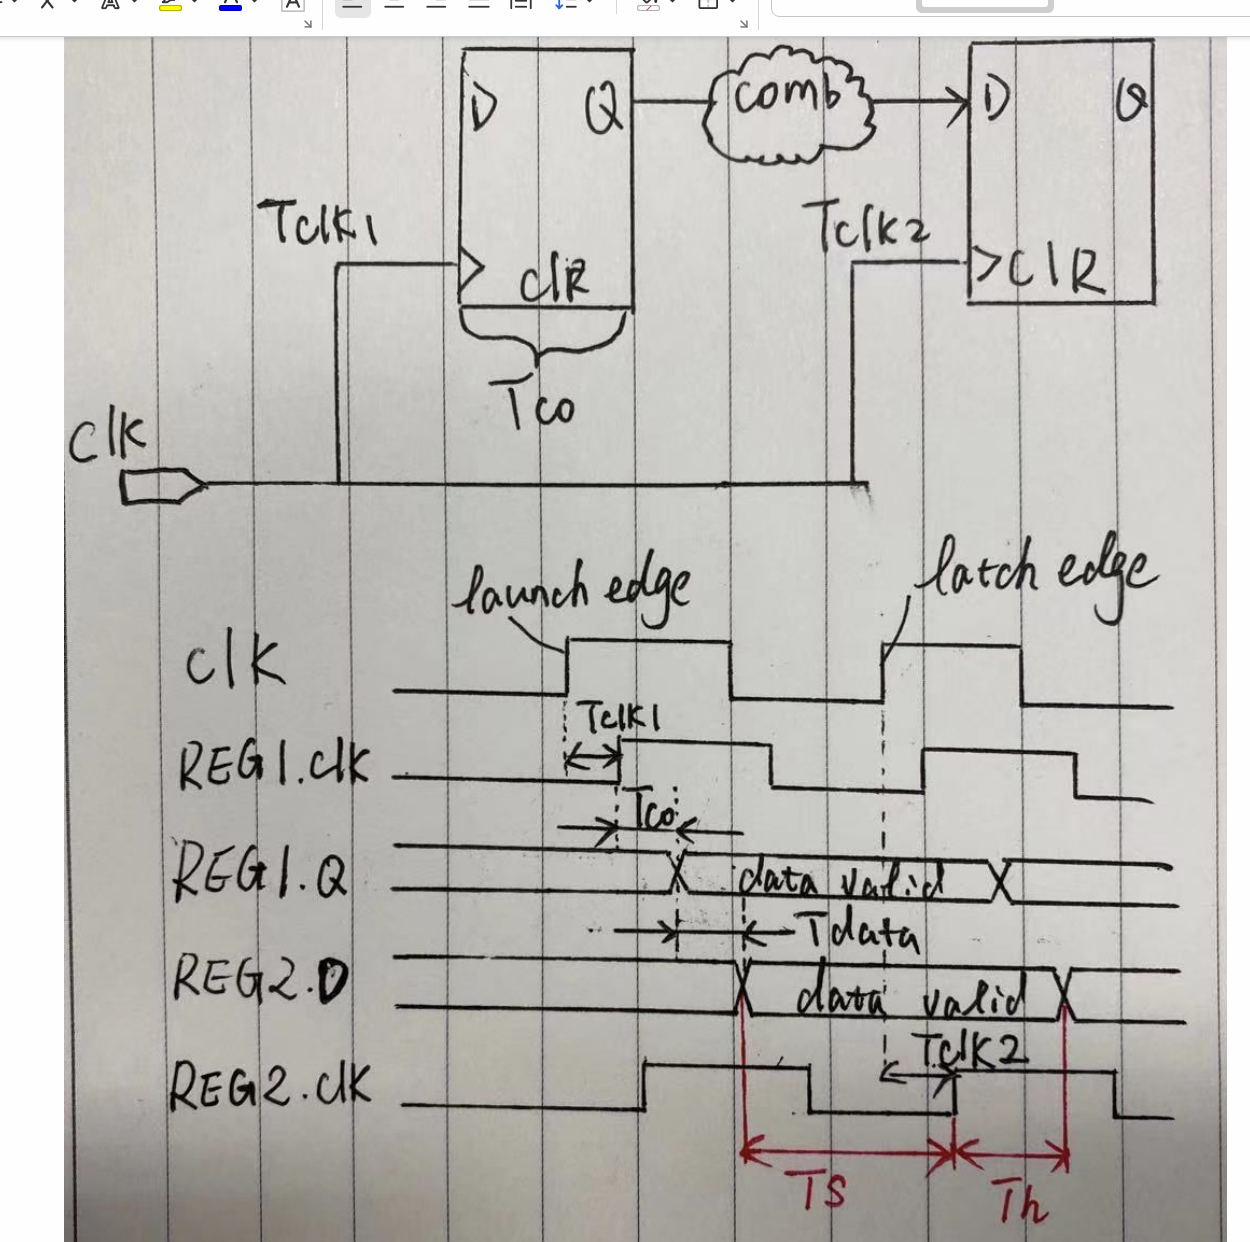 D Q comb D Q
Tclk1 Tclk2
ClR ClR
Tco
Clk
launch edge latch edge
clk
Tclk1
REG1.clk
Tco
REG1.Q data valid
Tdata
REG2.D data valid
Tclk2
REG2.clk
Ts Th